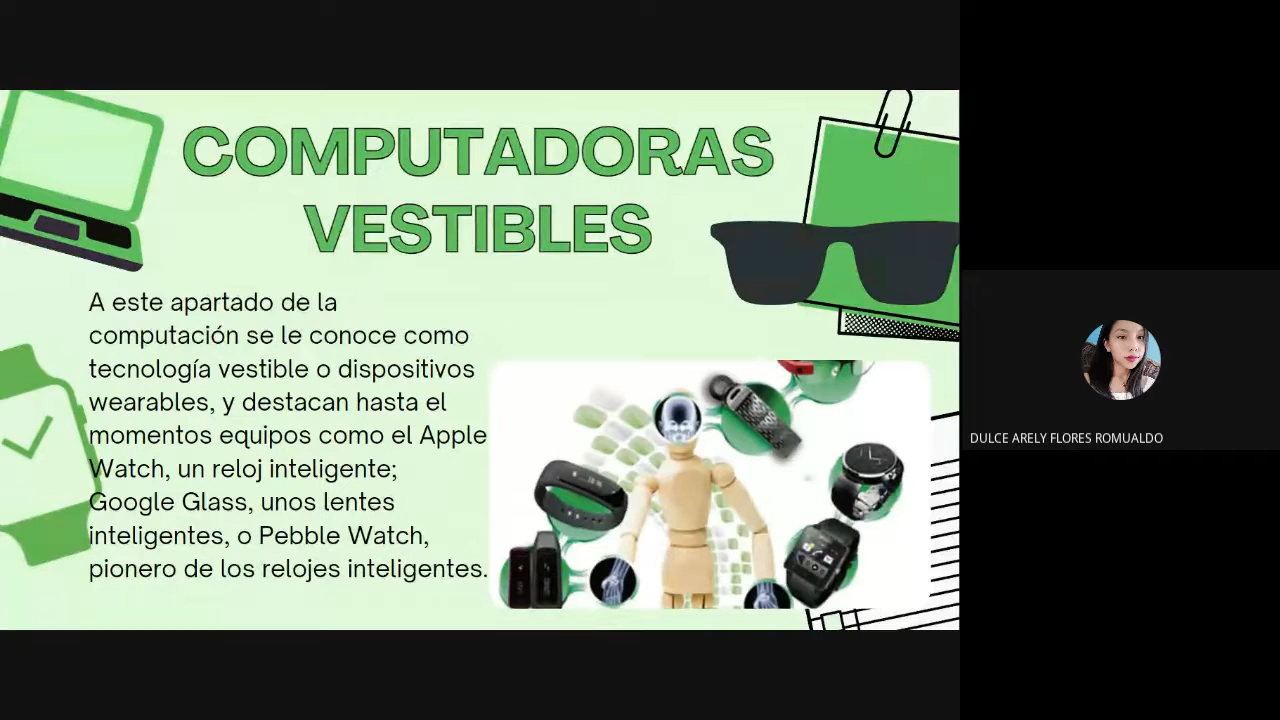 COMPUTADORAS
VESTIBLES
A este apartado de la
computación se le conoce como
tecnología vestible o dispositivos
wearables, y destacan hasta el
momentos equipos como el Apple
Watch, un reloj inteligente;
Google Glass, unos lentes
inteligentes, o Pebble Watch,
pionero de los relojes inteligentes.
DULCE ARELY FLORES ROMUALDO